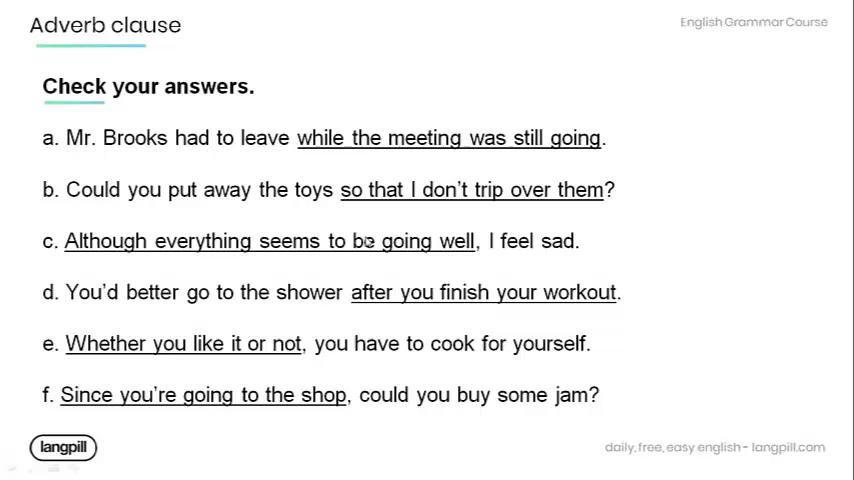 Adverb clause
English Grammar Course
Check your answers.
a. Mr. Brooks had to leave while the meeting was still going.
b. Could you put away the toys so that I don't trip over them?
c. Although everything seems to be going well, I feel sad.
d. You'd better go to the shower after you finish your workout.
e. Whether you like it or not, you have to cook for yourself.
f. Since you're going to the shop, could you buy some jam?
langpill
daily, free, easy english - langpill.com